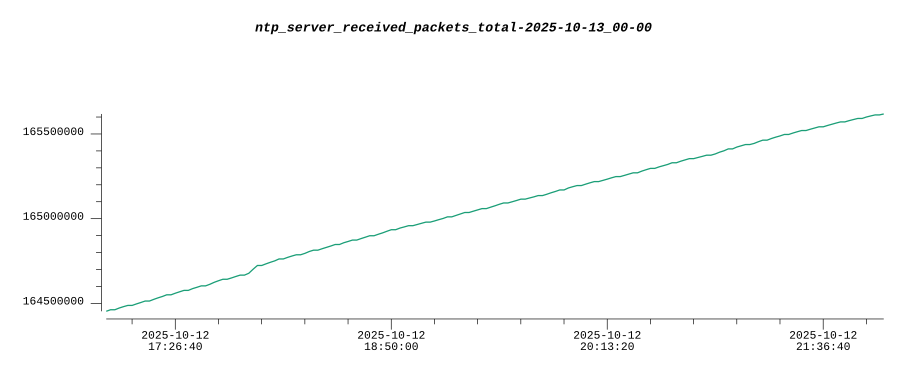 ntp_server_received_packets_total-2025-10-13_00-00
165500000
165000000
164500000
2025-10-12 2025-10-12 2025-10-12 2025-10-12
17:26:40 18:50:00 20:13:20 21:36:40